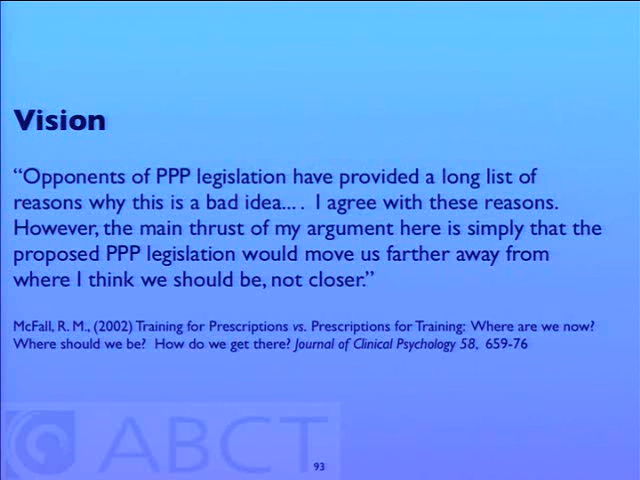 Vision
“Opponents of PPP legislation have provided a long list of
reasons why this is a bad idea... . I agree with these reasons.
However, the main thrust of my argument here is simply that the
proposed PPP legislation would move us farther away from
where I think we should be, not closer.”
McFall, R. M., (2002) Training for Prescriptions vs. Prescriptions for Training: Where are we now?
Where should we be? How do we get there? Journal of Clinical Psychology 58, 659-76
ABCT
93